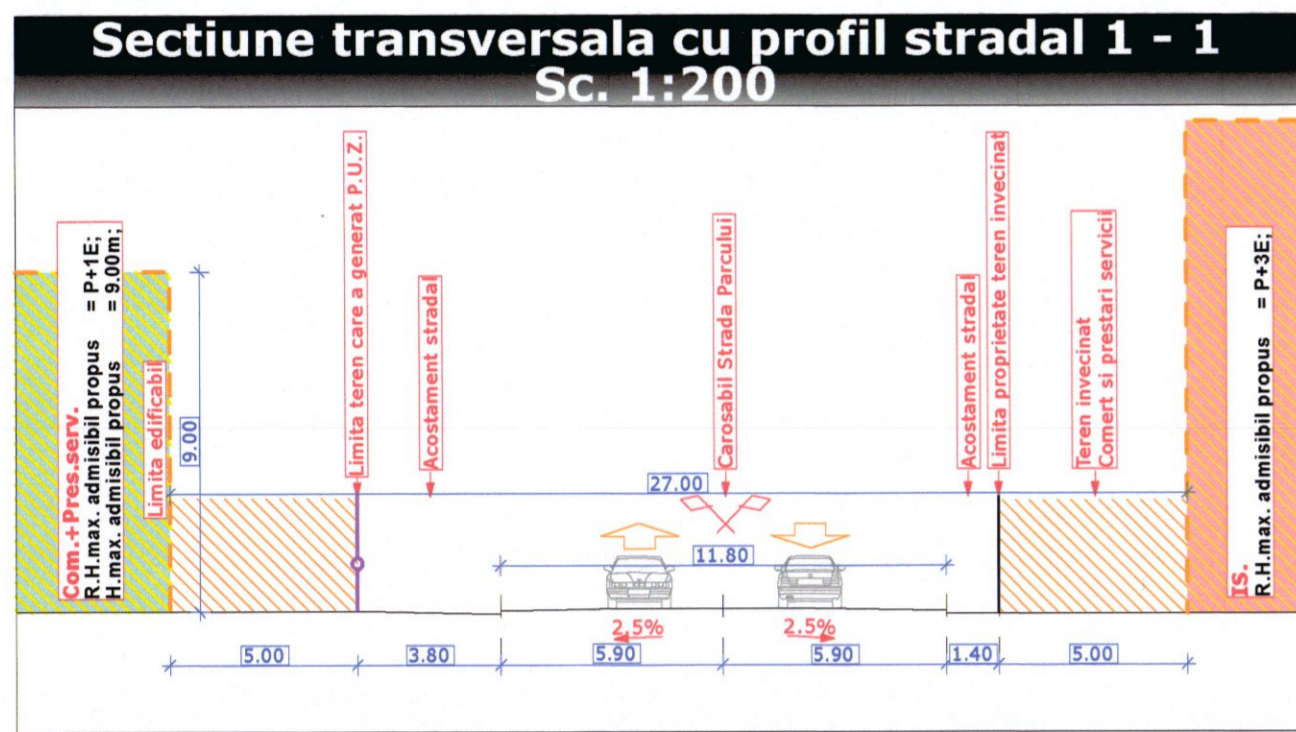 Sectiune transversala cu profil stradal 1 - 1
Sc. 1:200
Com.+Pres.serv.
R.H.max. admisibil propus = P+1E;
H.max. admisibil propus = 9.00m;
Limita edificabil
9.00
Limita teren care a generat P.U.Z.
Acostament stradal
Carosabil Strada Parcului
Acostament stradal
Limita proprietate teren invecinat
Teren invecinat
Comert si prestari servicii
IS.
R.H.max. admisibil propus = P+3E;
27.00
11.80
2.5%
2.5%
5.00
3.80
5.90
5.90
1.40
5.00